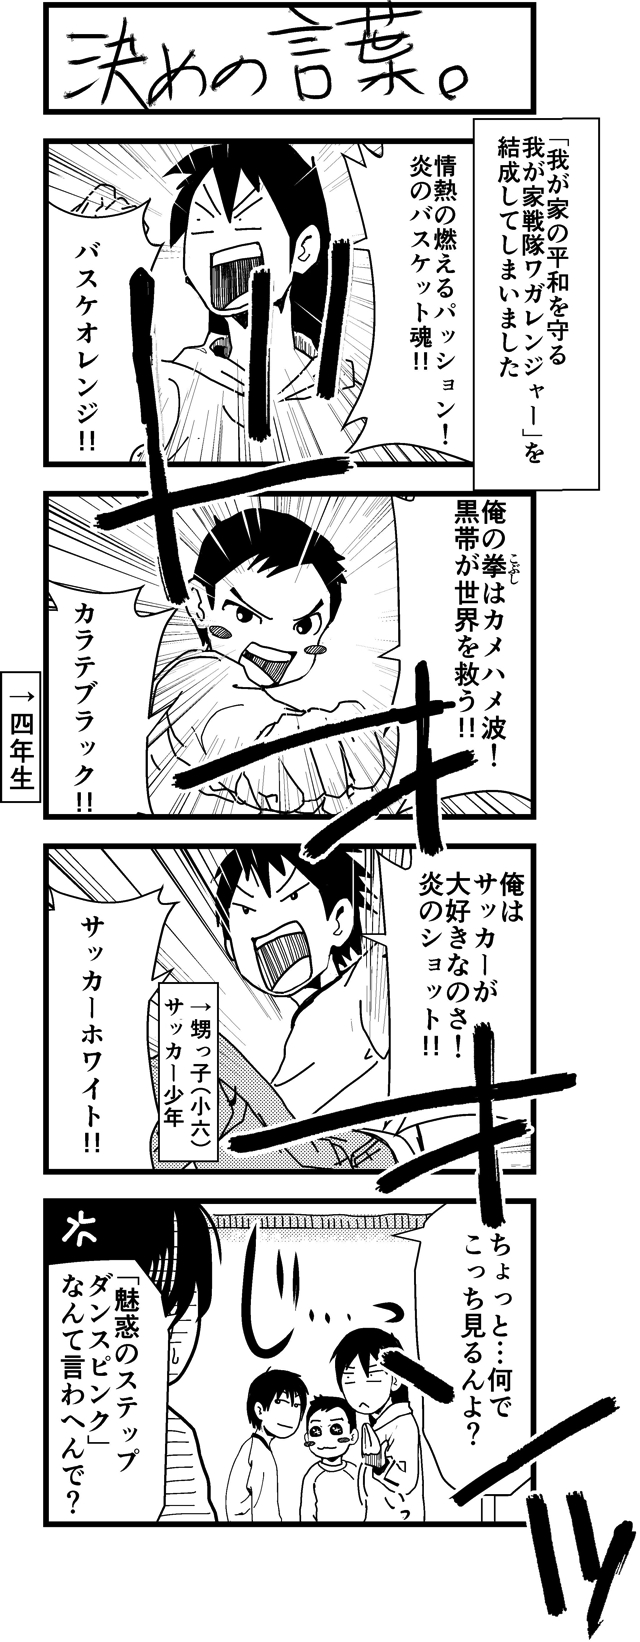 決めの言葉。
「我が家の平和を守る
我が家戦隊ワガレンジャー」を
結成してしまいました
情熱の燃えるパッション!
炎のバスケット魂!!
バスケオレンジ!!
俺の拳はカメハメ波!
こぶし
黒帯が世界を救う!!
カラテブラック!!
→四年生
俺は
サッカーが
大好きなのさ!
炎のショット!!
サッカーホワイト!!
→甥っ子(小六)
サッカー少年
ちょっと…何で
こっち見るんよ?
じ…っ
「魅惑のステップ
ダンスピンク」
なんて言わへんで?